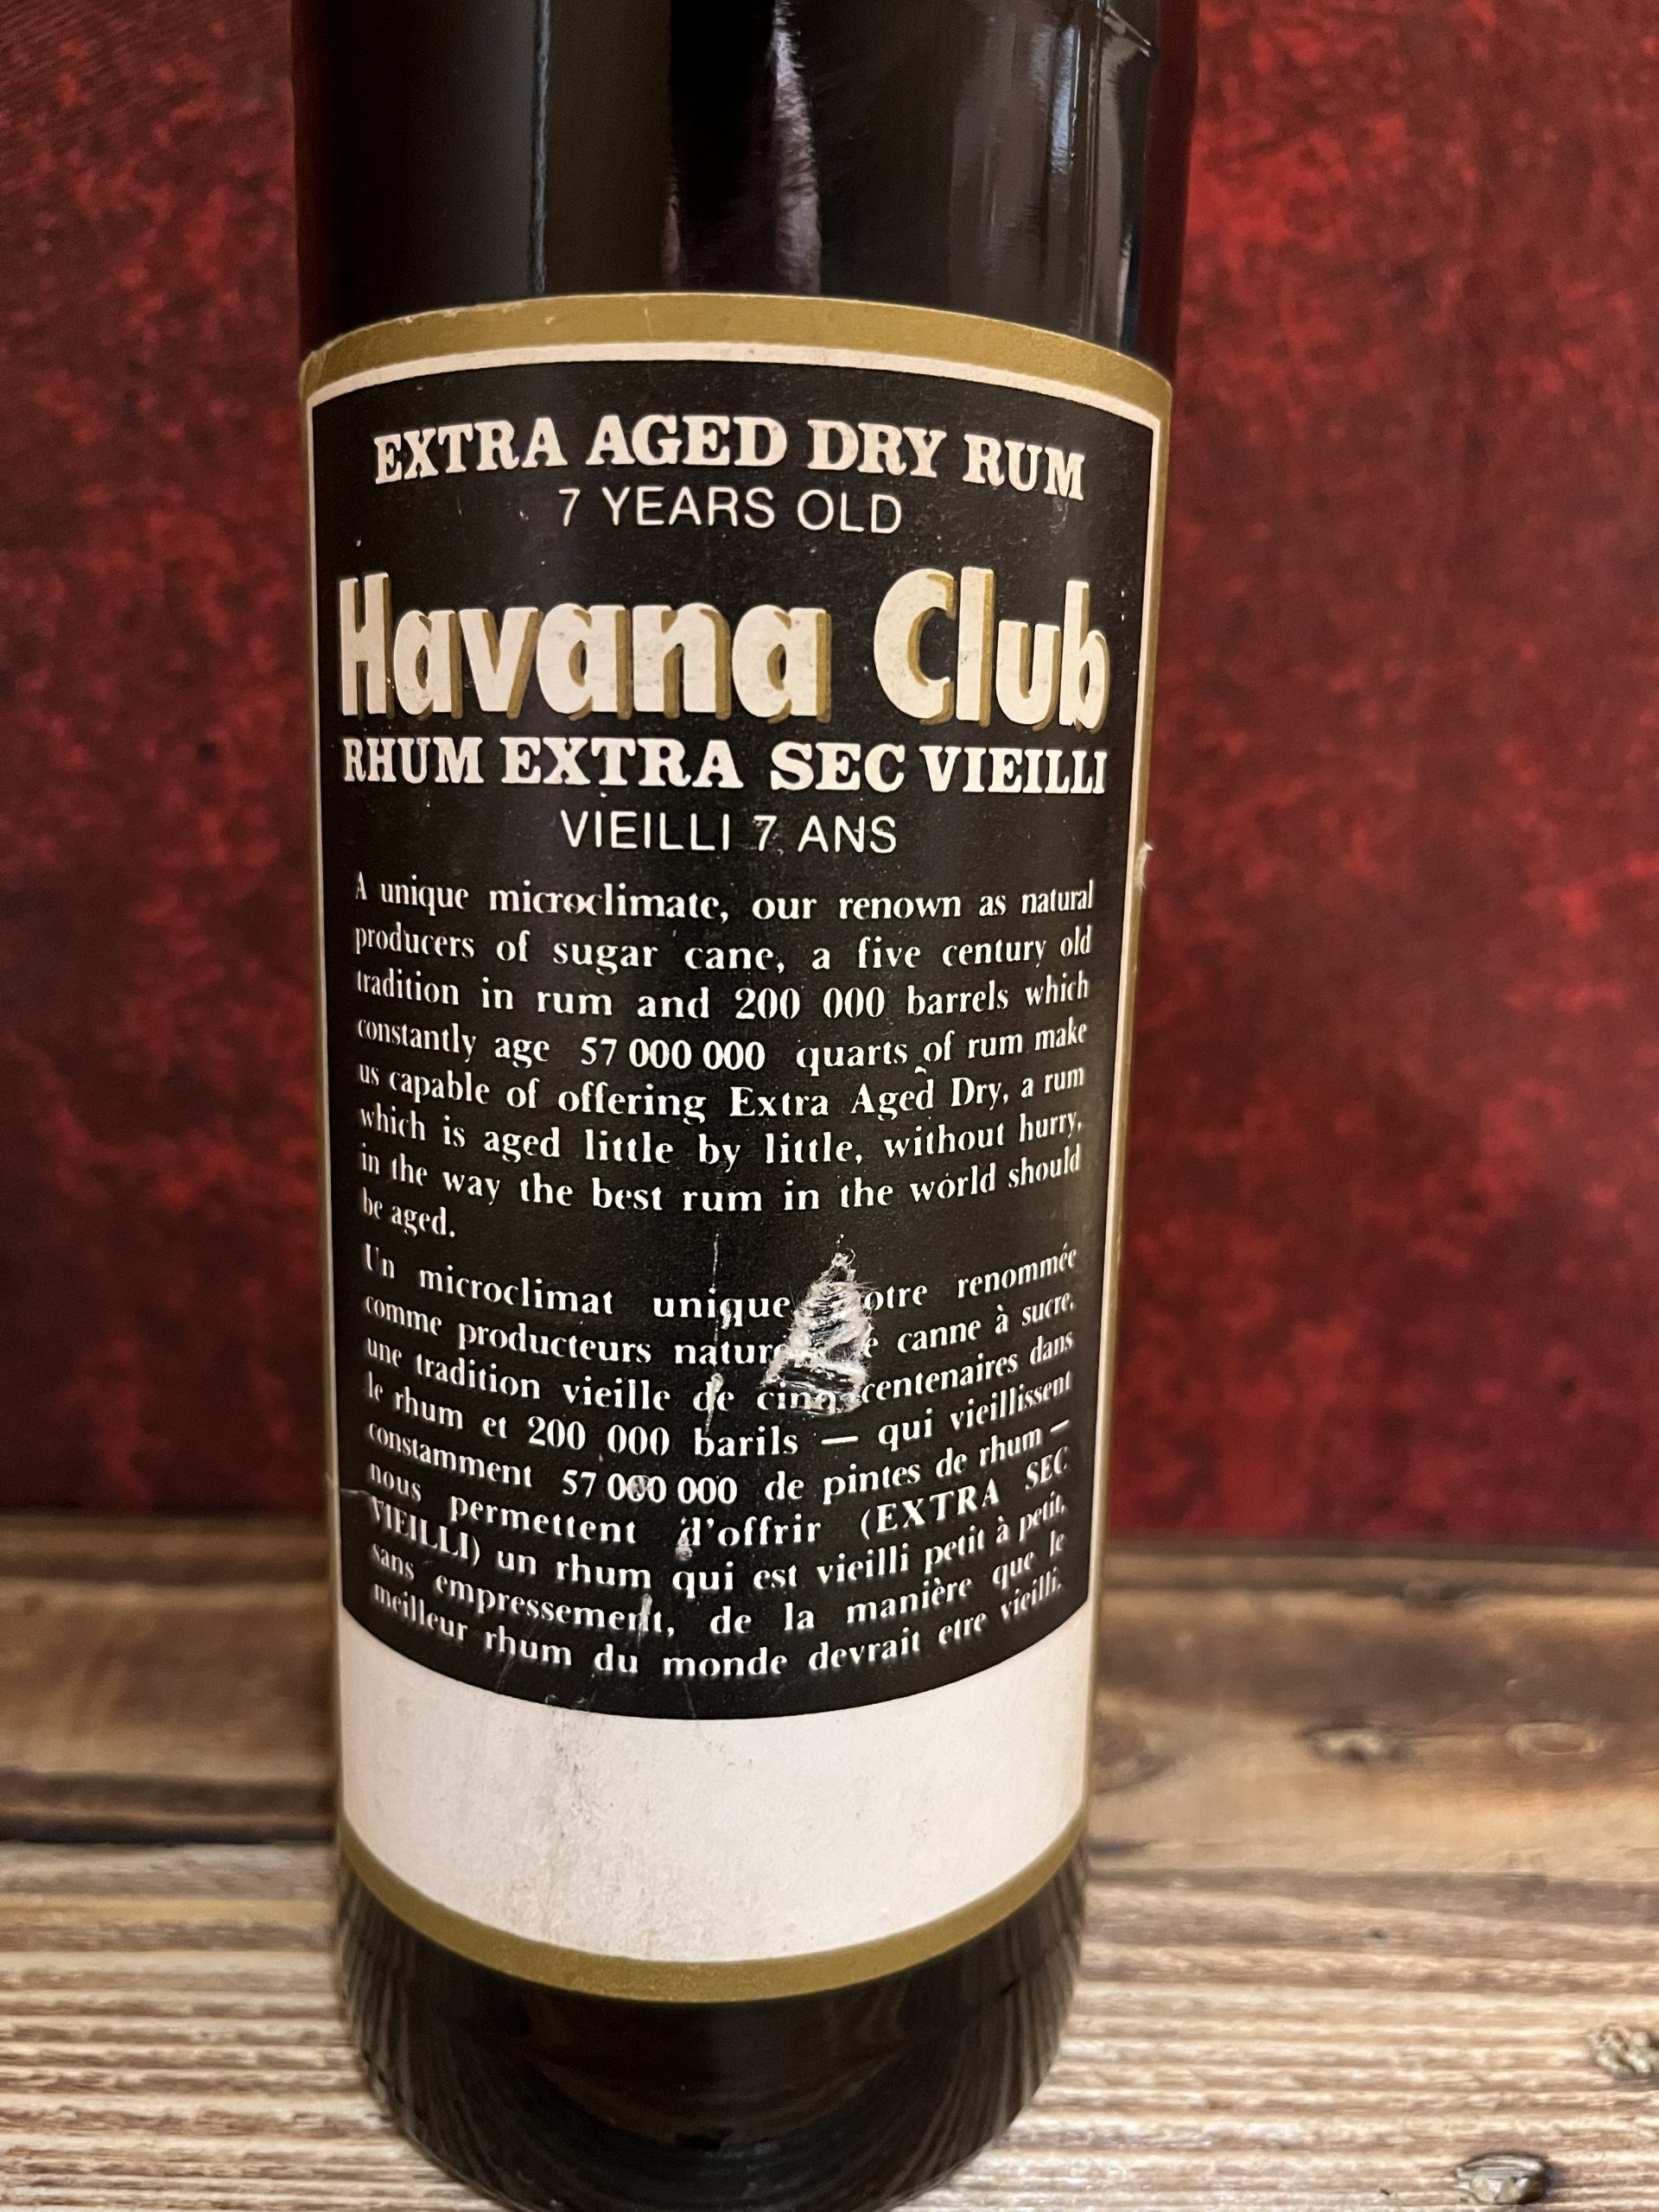 EXTRA AGED DRY RUM
7 YEARS OLD
Havana Club
RHUM EXTRA SEC VIEILLI
VIEILLI 7 ANS
A unique microclimate, our renown as natural
producers of sugar cane, a five century old
tradition in rum and 200 000 barrels which
constantly age 57 000 000 quarts of rum make
us capable of offering Extra Aged Dry, a rum
which is aged little by little, without hurry,
in the way the best rum in the world should
be aged.
Un microclimat unique renommée
comme producteurs canne à sucre,
une tradition vieille de cinq centenaires dans
le rhum et 200 000 barils — qui vieillissent
constamment 57 000 000 de pintes de rhum —
nous permettent d'offrir (EXTRA SEC
VIEILLI) un rhum qui est vieilli petit à petit,
sans empressement, de la manière que le
meilleur rhum du monde devrait etre vieilli.